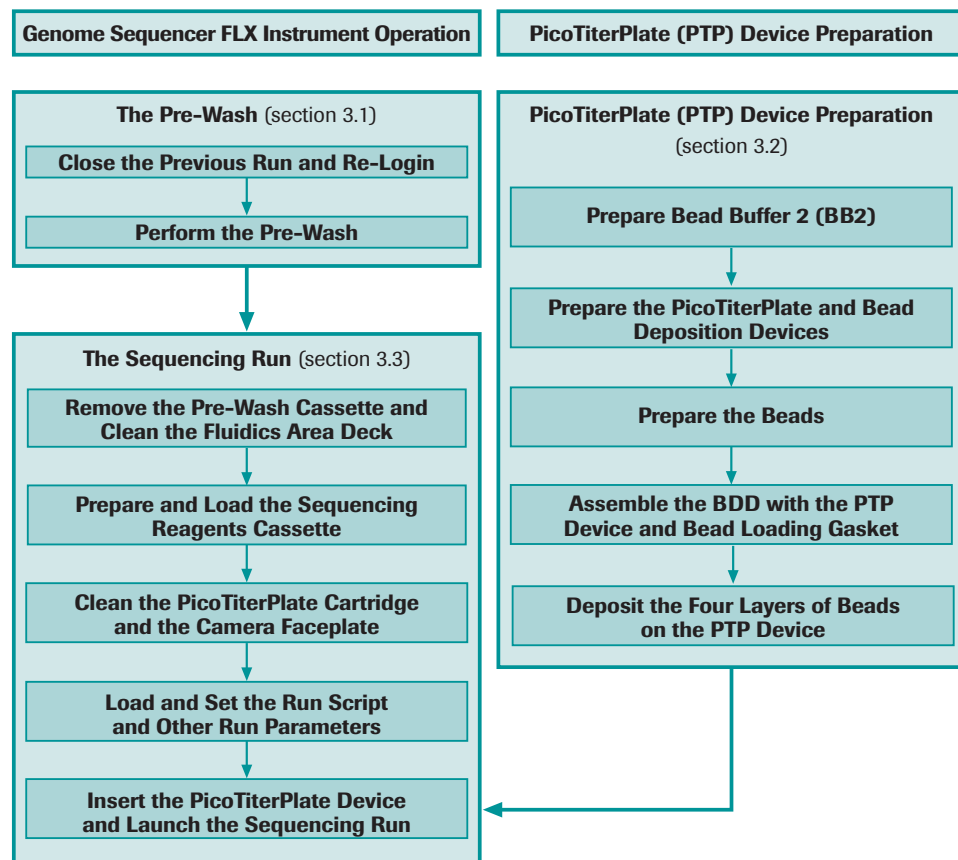 Genome Sequencer FLX Instrument Operation
PicoTiterPlate (PTP) Device Preparation
The Pre-Wash (section 3.1)
Close the Previous Run and Re-Login
Perform the Pre-Wash
The Sequencing Run (section 3.3)
Remove the Pre-Wash Cassette and
Clean the Fluidics Area Deck
Prepare and Load the Sequencing
Reagents Cassette
Clean the PicoTiterPlate Cartridge
and the Camera Faceplate
Load and Set the Run Script
and Other Run Parameters
Insert the PicoTiterPlate Device
and Launch the Sequencing Run
PicoTiterPlate (PTP) Device Preparation
(section 3.2)
Prepare Bead Buffer 2 (BB2)
Prepare the PicoTiterPlate and Bead
Deposition Devices
Prepare the Beads
Assemble the BDD with the PTP
Device and Bead Loading Gasket
Deposit the Four Layers of Beads
on the PTP Device